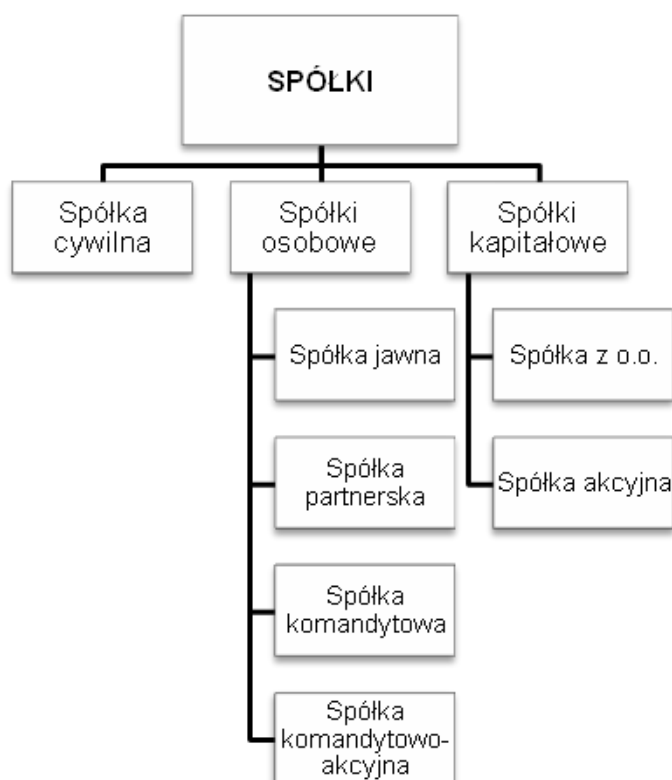 SPÓŁKI
Spółka
cywilna
Spółki
osobowe
Spółki
kapitałowe
Spółka jawna
Spółka
partnerska
Spółka
komandytowa
Spółka
komandytowo-
akcyjna
Spółka z o.o.
Spółka akcyjna